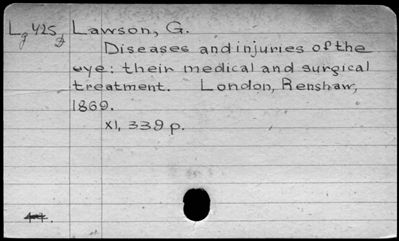 Lg 425 Lawson, G.
Diseases and injuries of the
eye: their medical and surgical
treatment. London, Renshaw,
1869.
XI, 339 p.